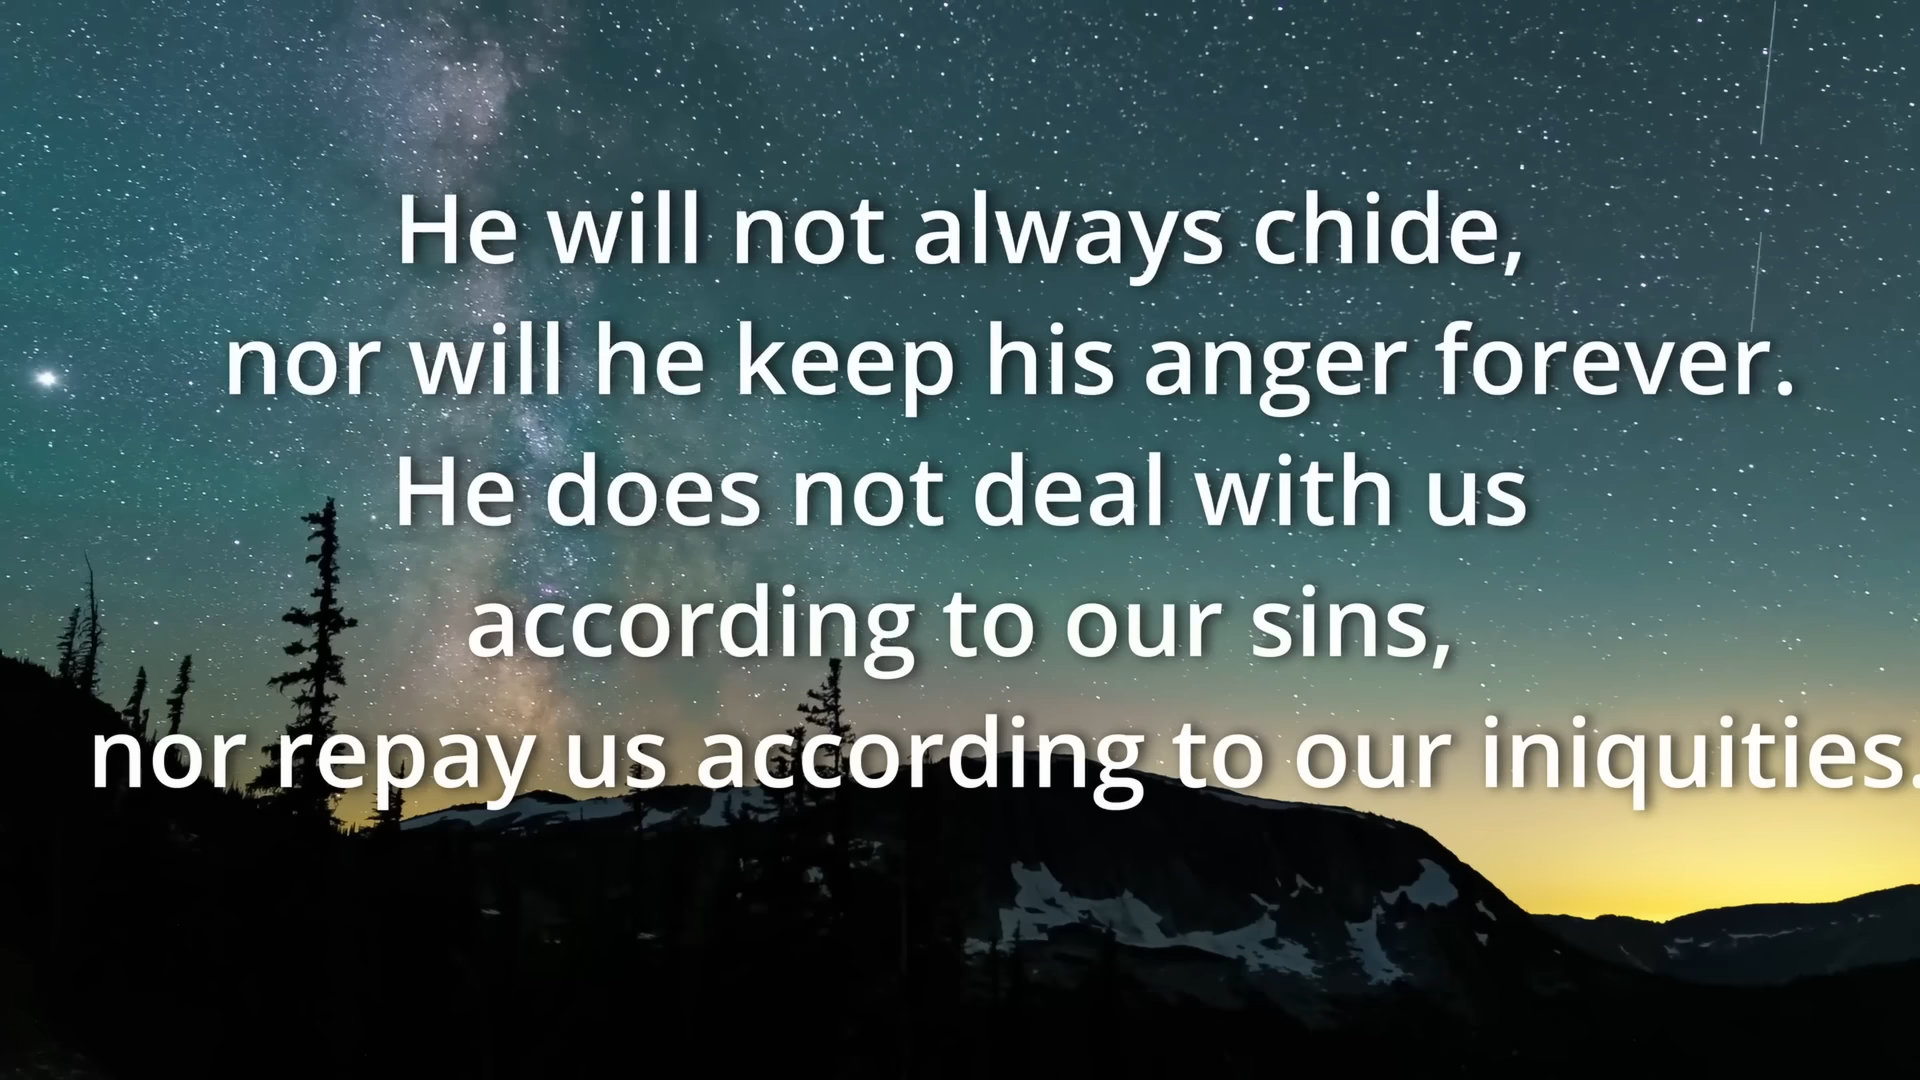 He will not always chide,
nor will he keep his anger forever.
He does not deal with us
according to our sins,
nor repay us according to our iniquities.